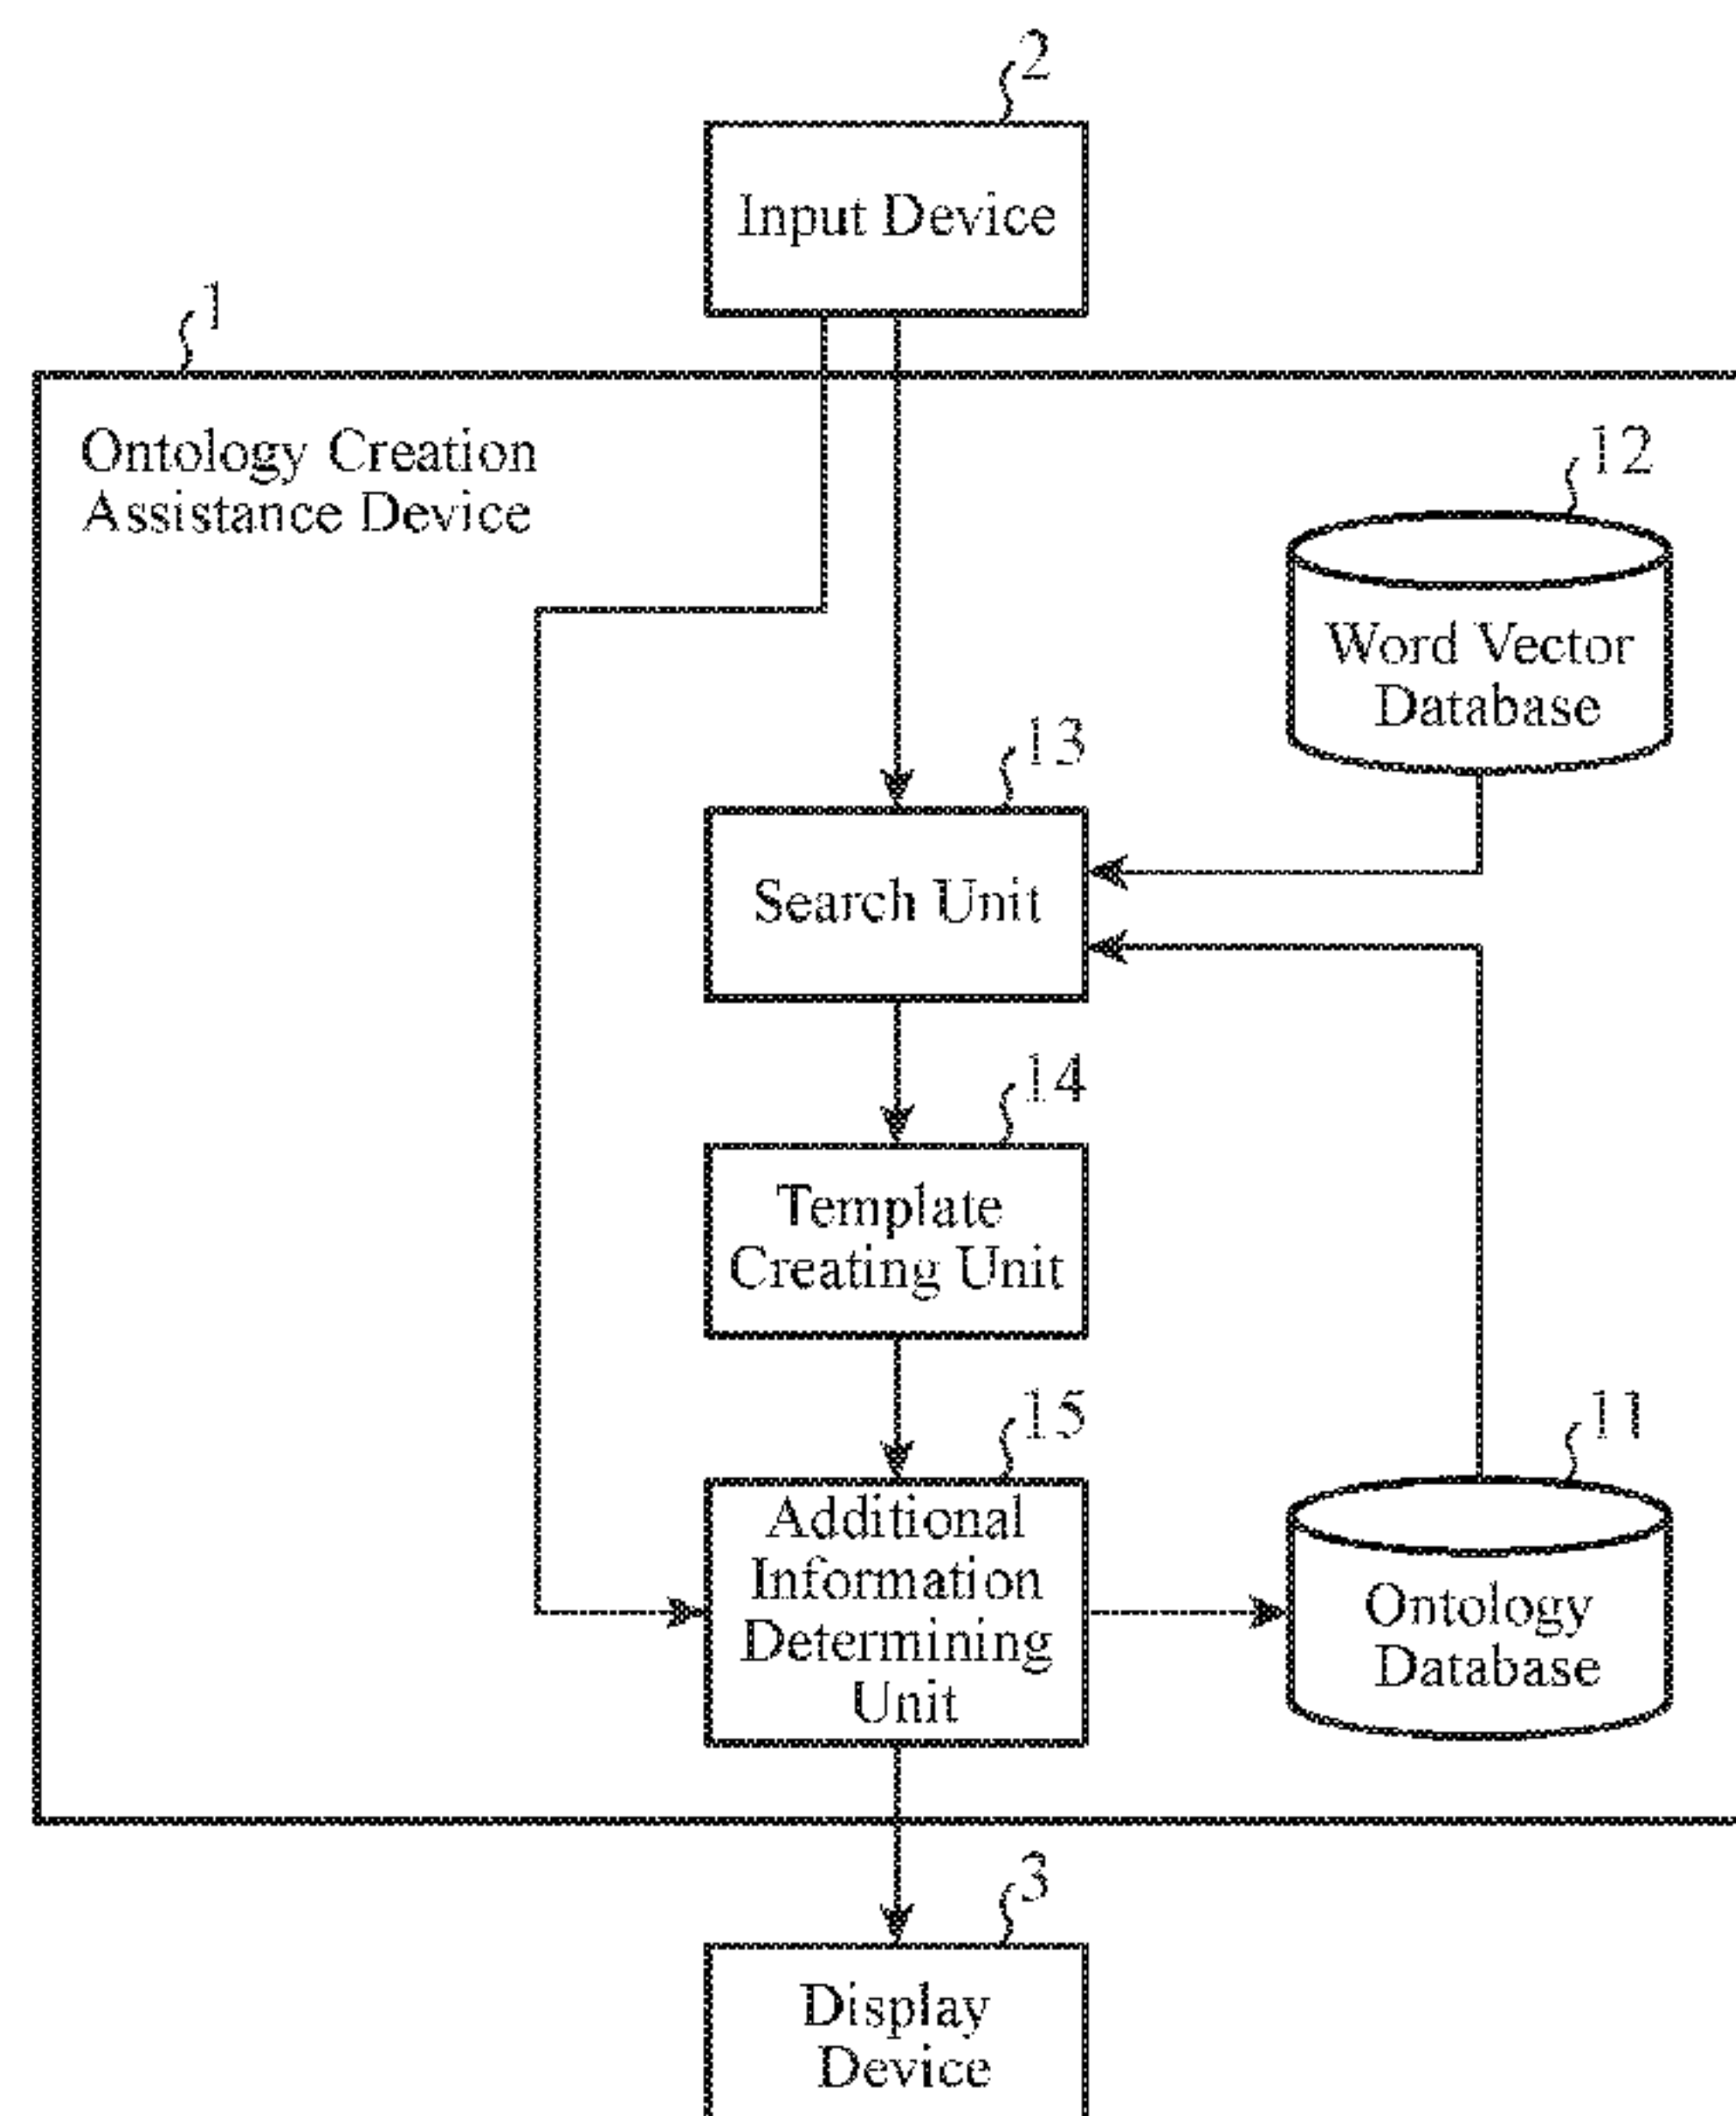 2
Input Device
1
Ontology Creation
Assistance Device
12
Word Vector
Database
13
Search Unit
14
Template
Creating Unit
15
Additional
Information
Determining
Unit
11
Ontology
Database
3
Display
Device